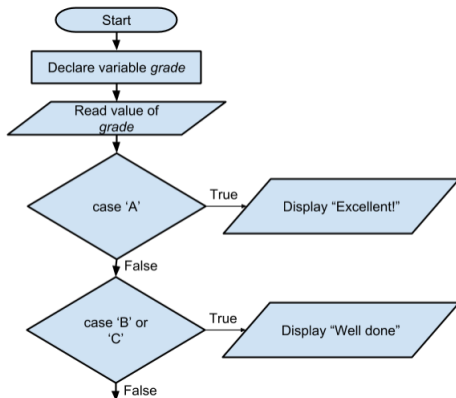 Start
Declare variable grade
Read value of
grade
case ‘A’
True
Display “Excellent!”
False
case ‘B’ or
‘C’
True
Display “Well done”
False